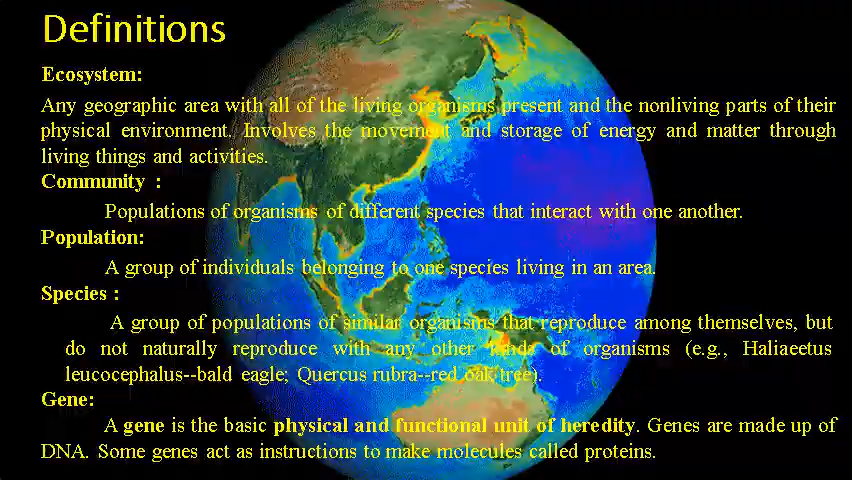 Definitions
Ecosystem:
Any geographic area with all of the living organisms present and the nonliving parts of their
physical environment. Involves the movement and storage of energy and matter through
living things and activities.
Community :
Populations of organisms of different species that interact with one another.
Population:
A group of individuals belonging to one species living in an area.
Species :
A group of populations of similar organisms that reproduce among themselves, but
do not naturally reproduce with any other kinds of organisms (e.g., Haliaeetus
leucocephalus--bald eagle; Quercus rubra--red oak tree).
Gene:
A gene is the basic physical and functional unit of heredity. Genes are made up of
DNA. Some genes act as instructions to make molecules called proteins.